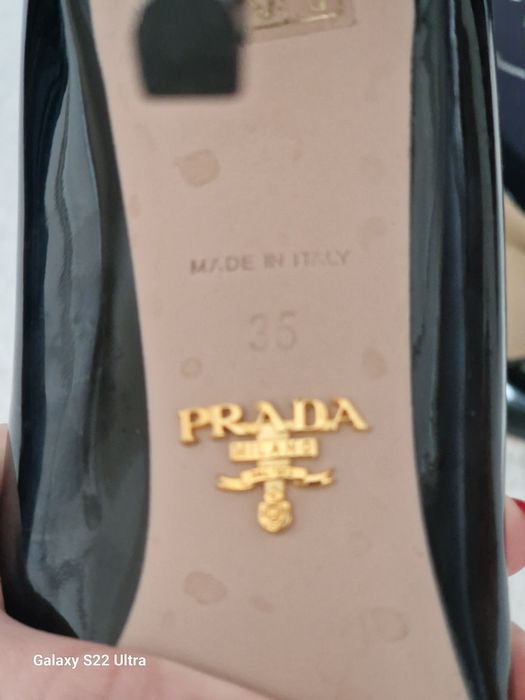 MADE IN ITALY
35
PRADA
MILANO
Galaxy S22 Ultra